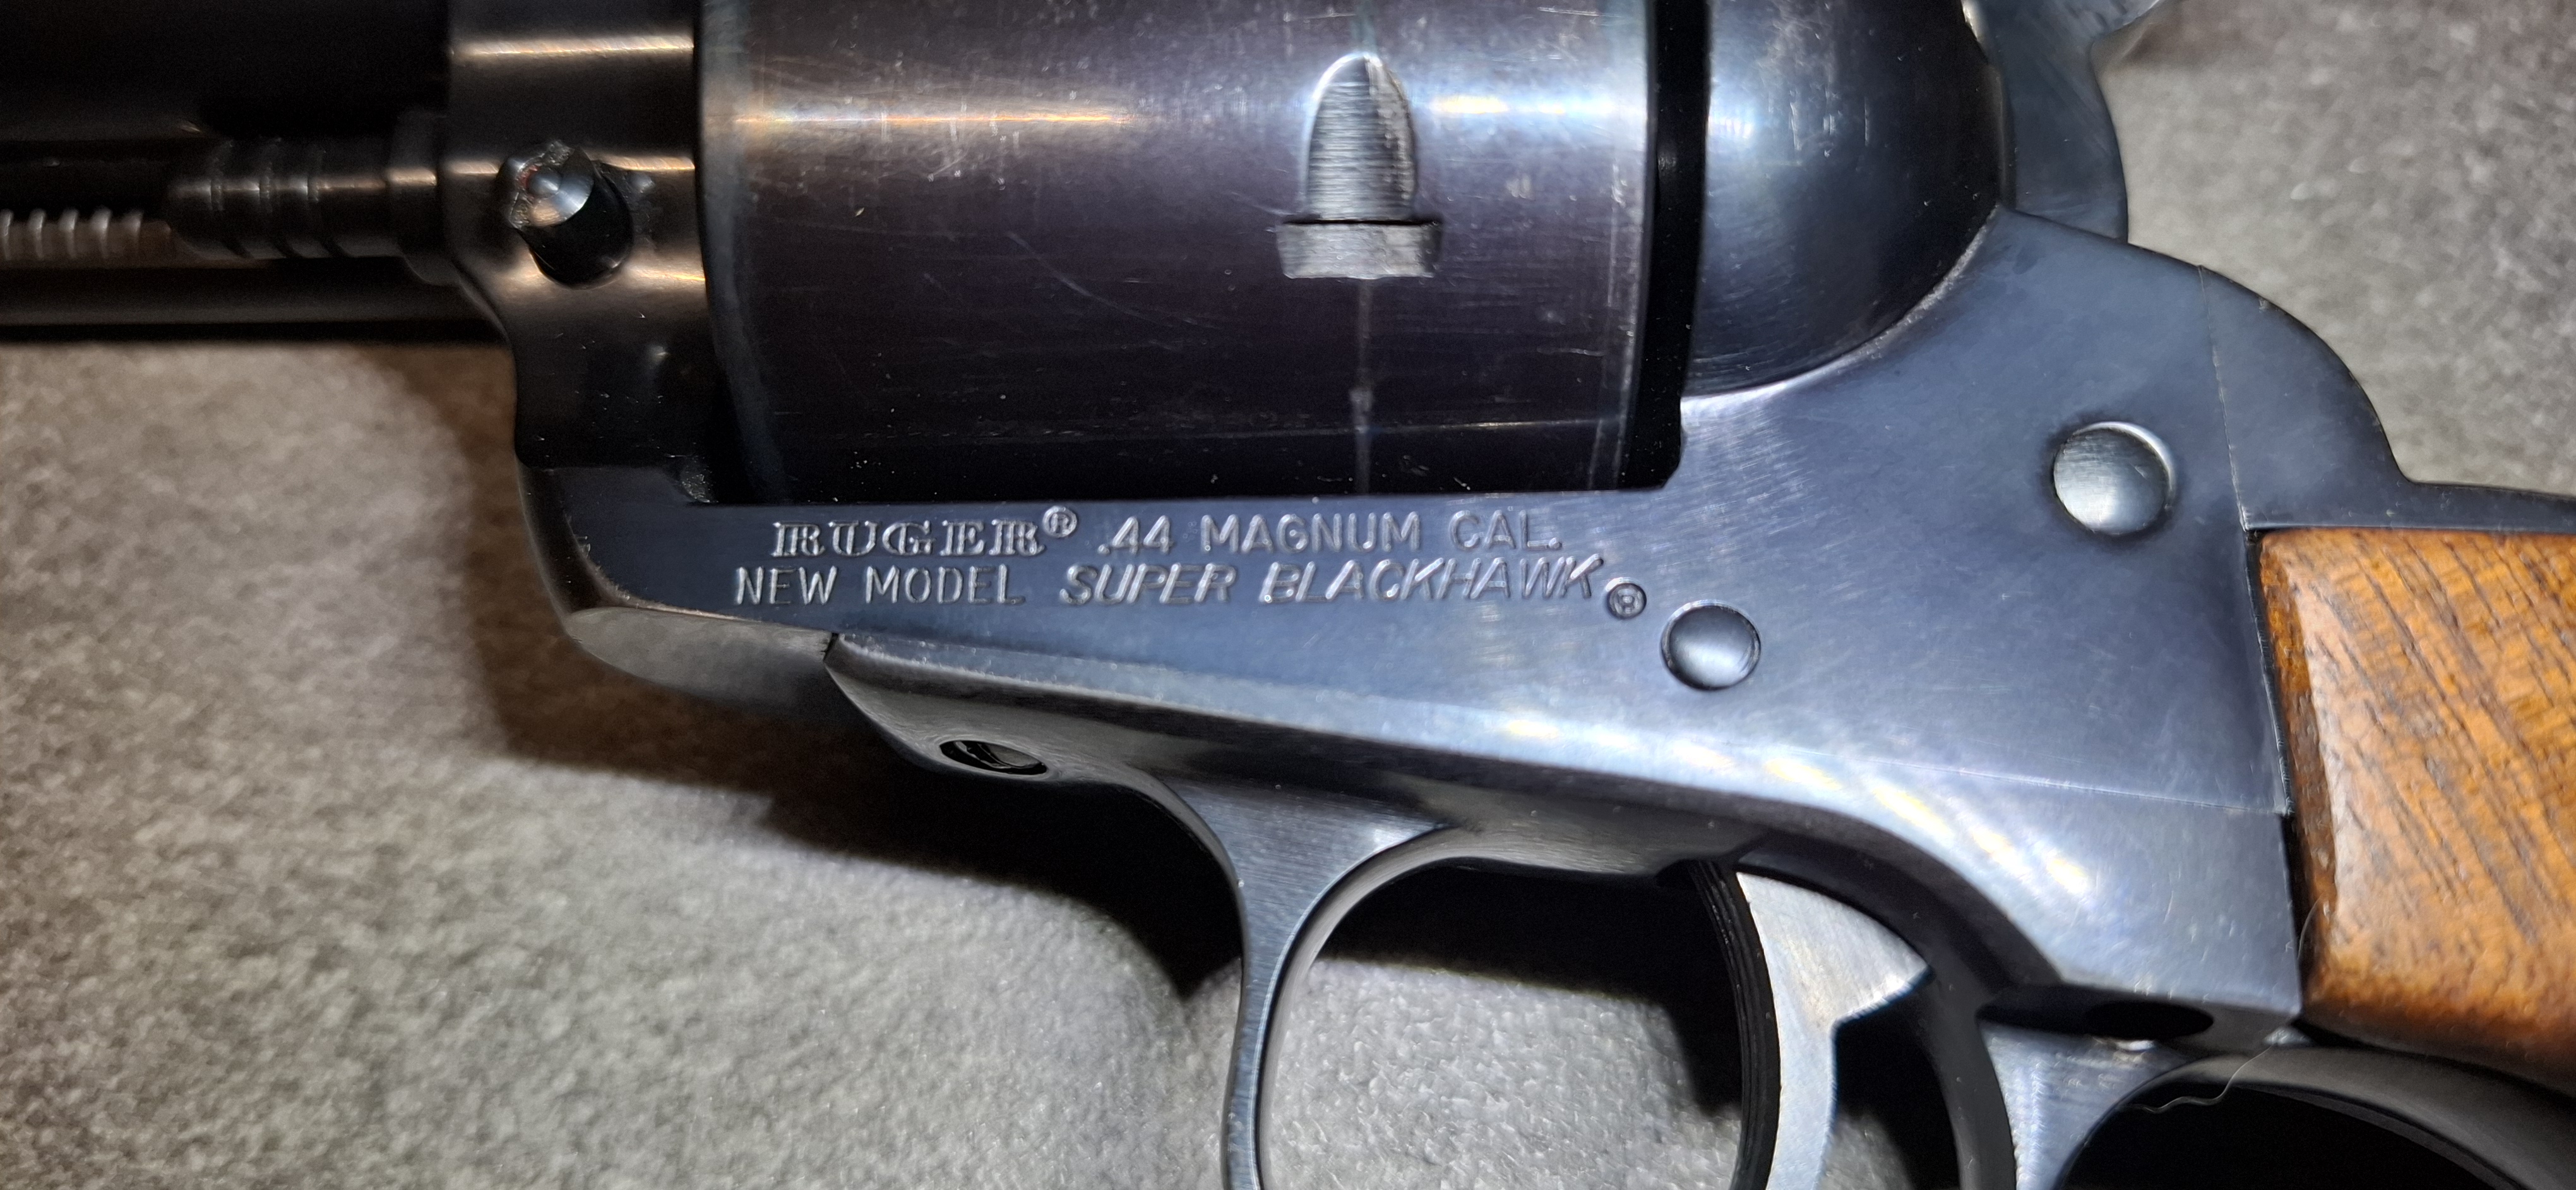 RUGER® .44 MAGNUM CAL.
NEW MODEL SUPER BLACKHAWK®